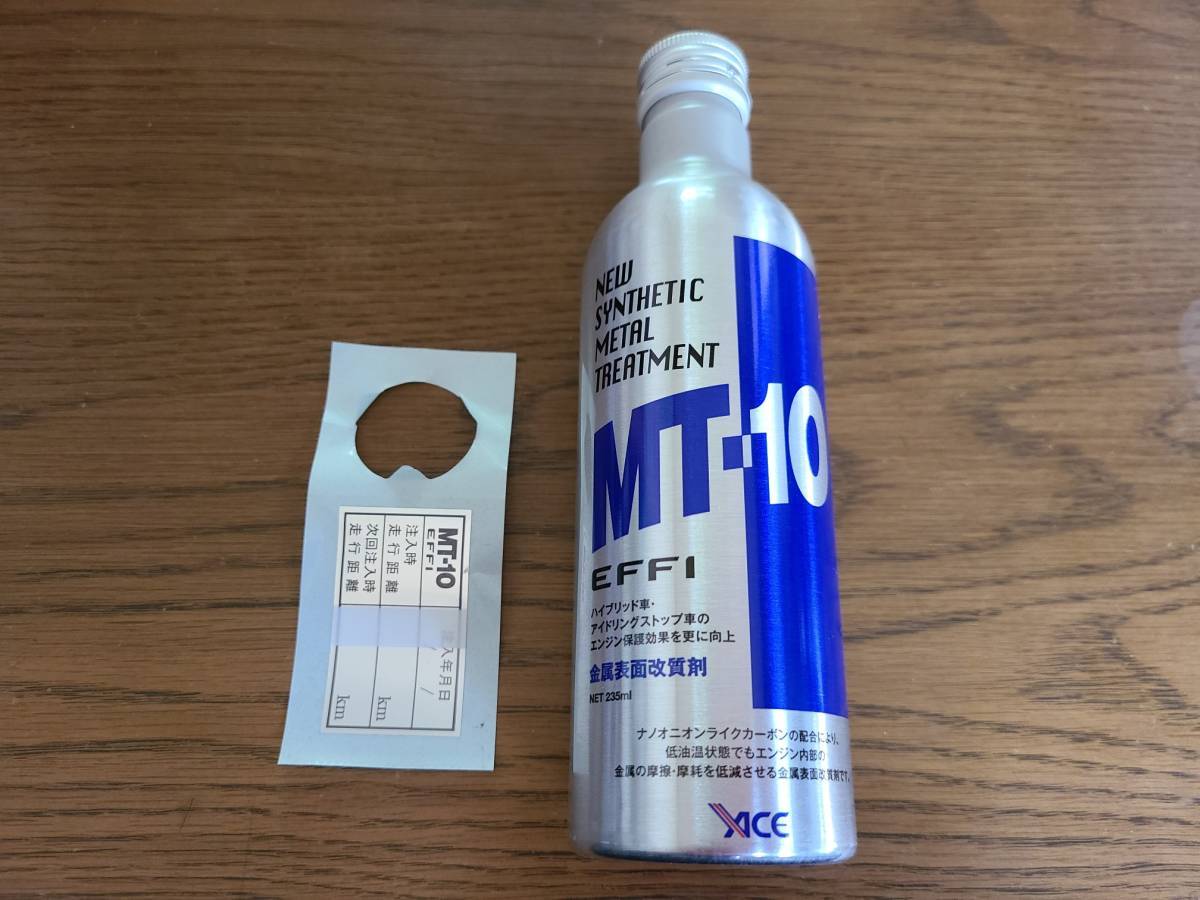 NEW
SYNTHETIC
METAL
TREATMENT
MT-10
EFFI
ハイブリッド車・
アイドリングストップ車の
エンジン保護効果を更に向上
金属表面改質剤
NET 235ml
ナノオニオンライクカーボンの配合により、
低油温状態でもエンジン内部の
金属の摩擦・摩耗を低減させる金属表面改質剤です。
ACE
MT-10
EFFI
入年月日
/ /
注入時
走行距離
km
次回注入時
走行距離
km